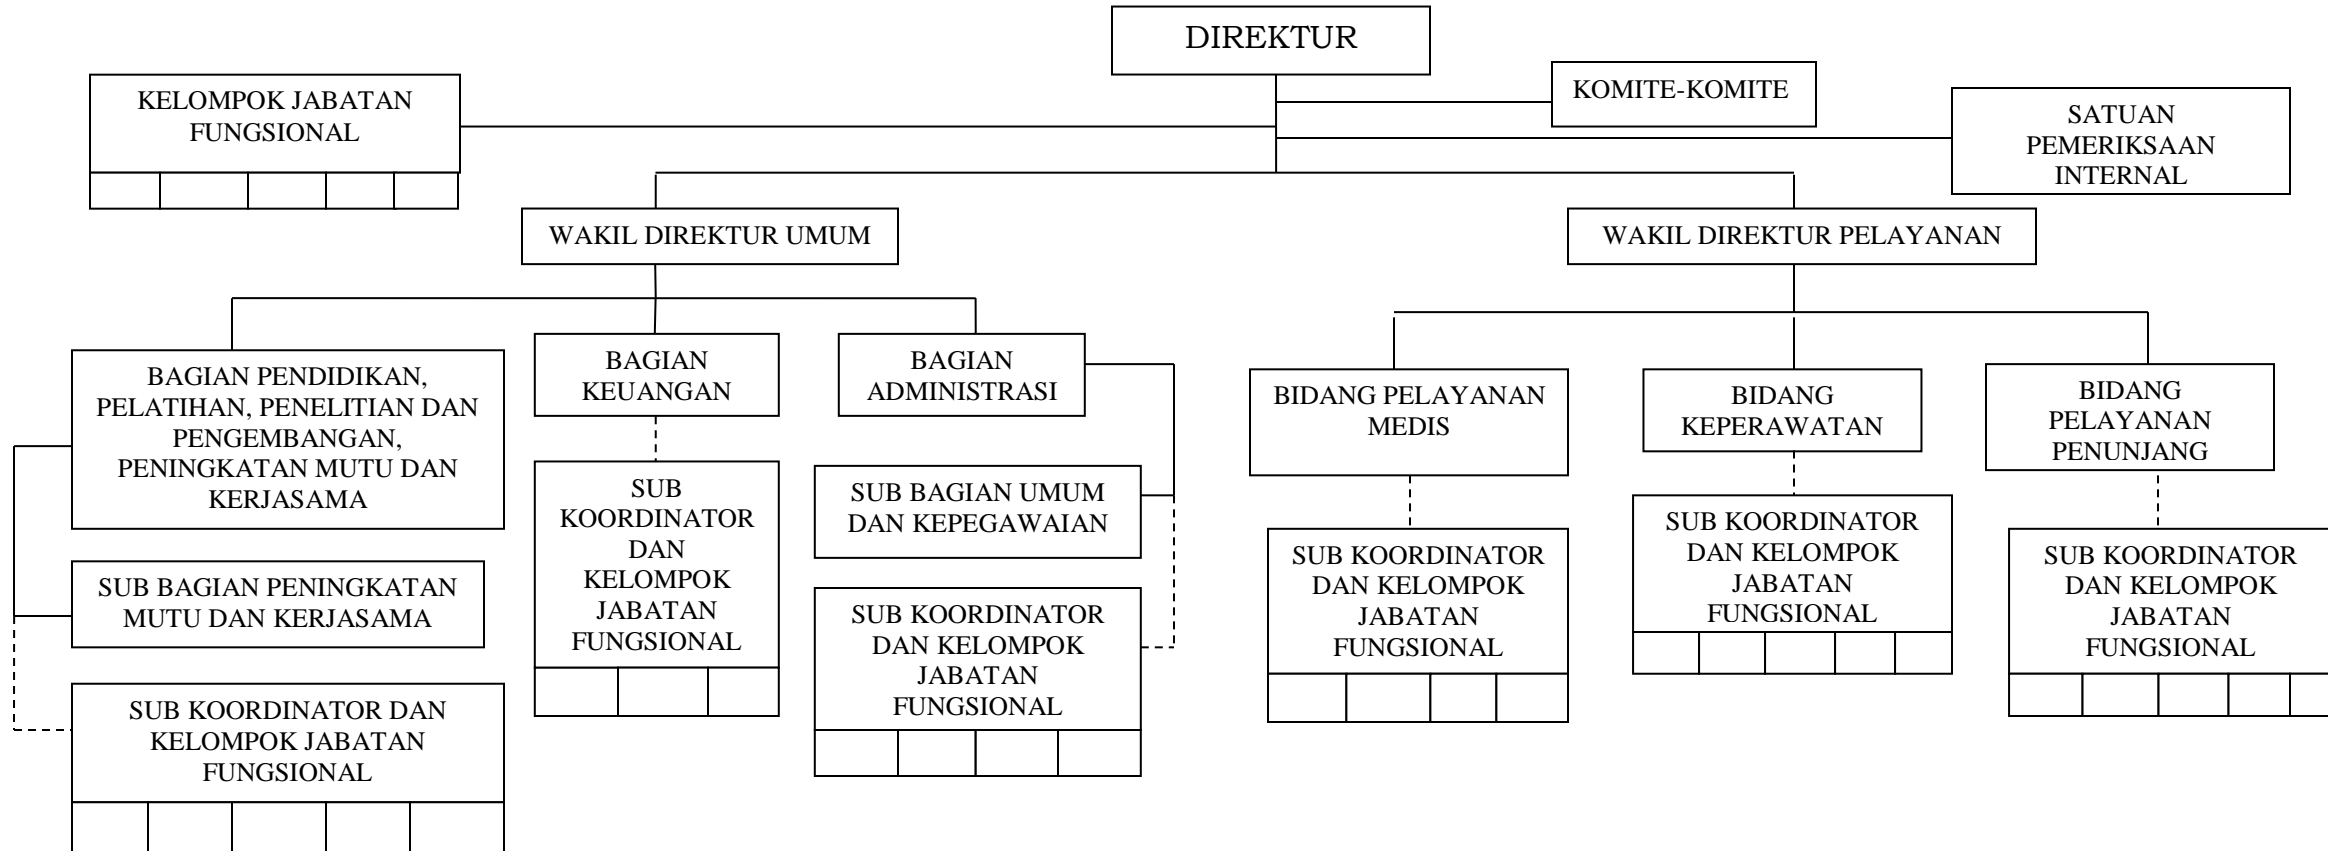 DIREKTUR
KELOMPOK JABATAN
FUNGSIONAL
KOMITE-KOMITE
SATUAN
PEMERIKSAAN
INTERNAL
WAKIL DIREKTUR UMUM
WAKIL DIREKTUR PELAYANAN
BAGIAN PENDIDIKAN,
PELATIHAN, PENELITIAN DAN
PENGEMBANGAN,
PENINGKATAN MUTU DAN
KERJASAMA
BAGIAN
KEUANGAN
BAGIAN
ADMINISTRASI
BIDANG PELAYANAN
MEDIS
BIDANG
KEPERAWATAN
BIDANG
PELAYANAN
PENUNJANG
SUB BAGIAN PENINGKATAN
MUTU DAN KERJASAMA
SUB KOORDINATOR DAN
KELOMPOK JABATAN
FUNGSIONAL
SUB
KOORDINATOR
DAN
KELOMPOK
JABATAN
FUNGSIONAL
SUB BAGIAN UMUM
DAN KEPEGAWAIAN
SUB KOORDINATOR
DAN KELOMPOK
JABATAN
FUNGSIONAL
SUB KOORDINATOR
DAN KELOMPOK
JABATAN
FUNGSIONAL
SUB KOORDINATOR
DAN KELOMPOK
JABATAN
FUNGSIONAL
SUB KOORDINATOR
DAN KELOMPOK
JABATAN
FUNGSIONAL